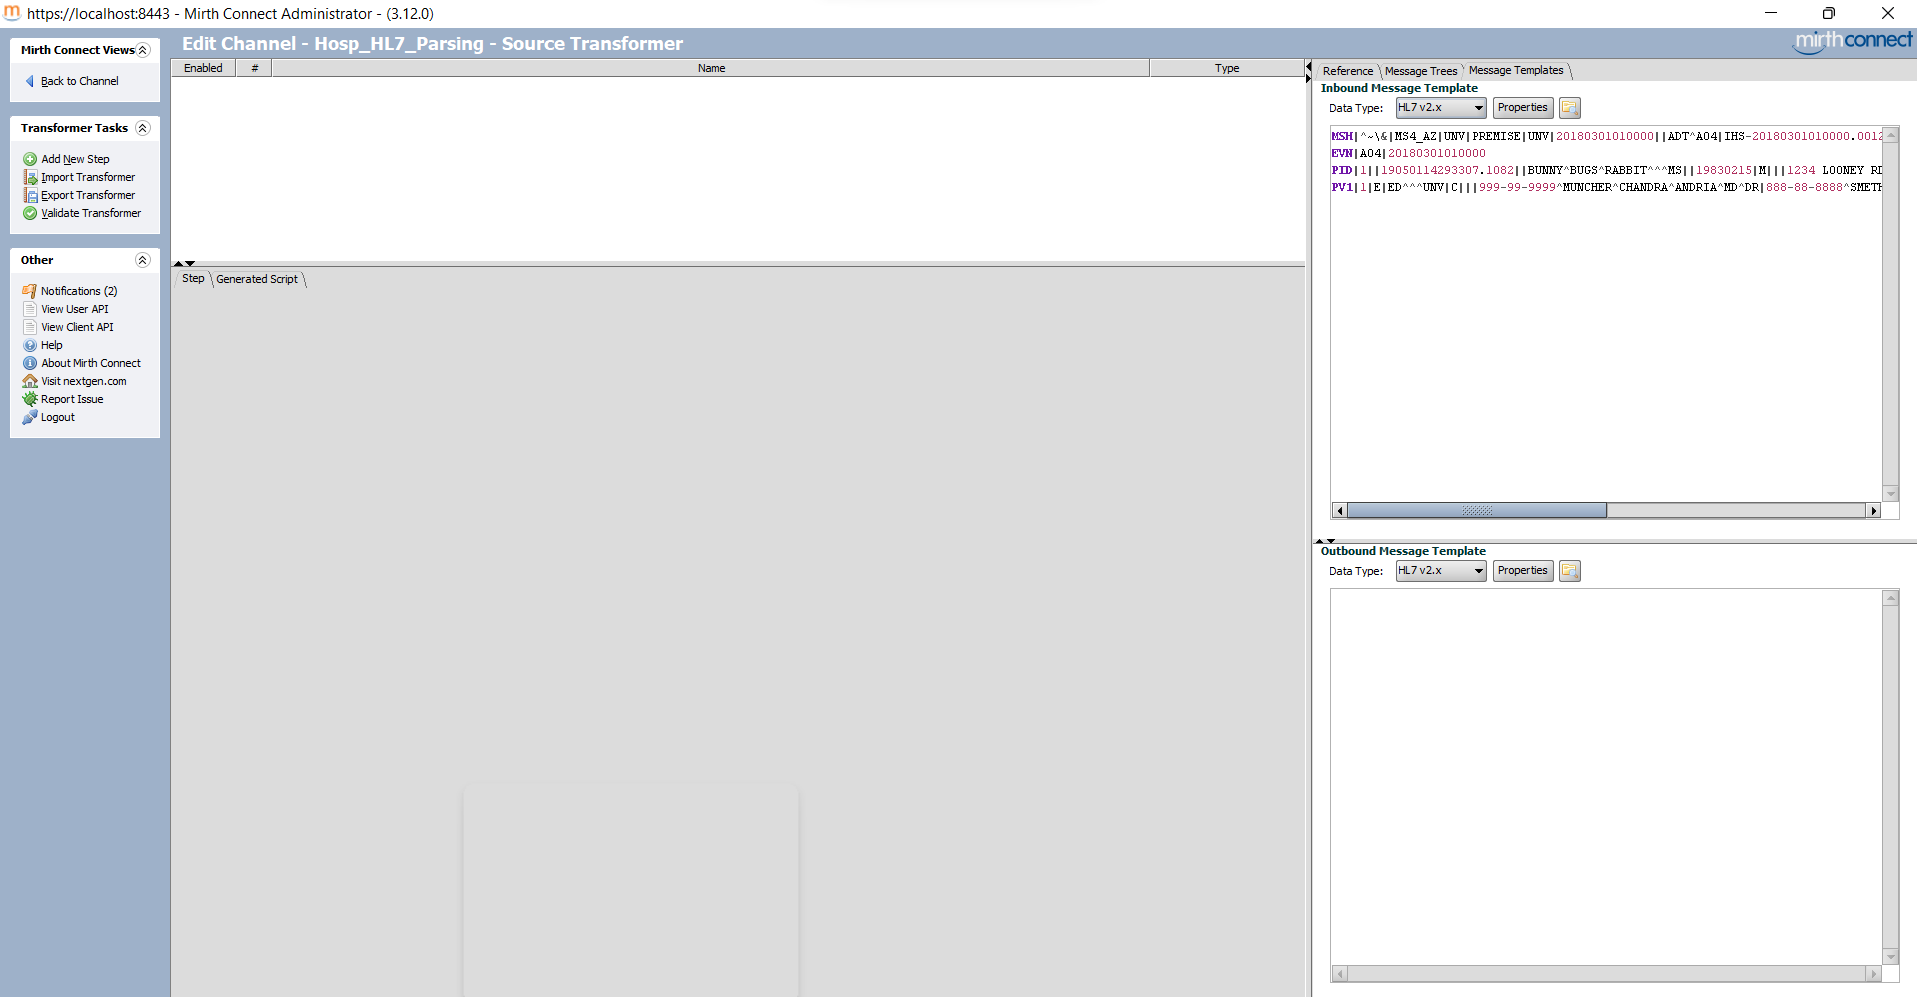 https://localhost:8443 - Mirth Connect Administrator - (3.12.0)
Mirth Connect Views
Back to Channel
Transformer Tasks
Add New Step
Import Transformer
Export Transformer
Validate Transformer
Other
Notifications (2)
View User API
View Client API
Help
About Mirth Connect
Visit nextgen.com
Report Issue
Logout
Edit Channel - Hosp_HL7_Parsing - Source Transformer
mirth connect
Enabled # Name Type
Step Generated Script
Reference Message Trees Message Templates
Inbound Message Template
Data Type: HL7 v2.x Properties
MSH|^~\&|MS4_AZ|UNV|PREMISE|UNV|20180301010000||ADT^A04|IHS-20180301010000.0012
EVN|A04|20180301010000
PID|1||19050114293307.1082||BUNNY^BUGS^RABBIT^^^MS||19830215|M|||1234 LOONEY RD
PV1|1|E|ED^^^UNV|C|||999-99-9999^MUNCHER^CHANDRA^ANDRIA^MD^DR|888-88-8888^SMETH
Outbound Message Template
Data Type: HL7 v2.x Properties